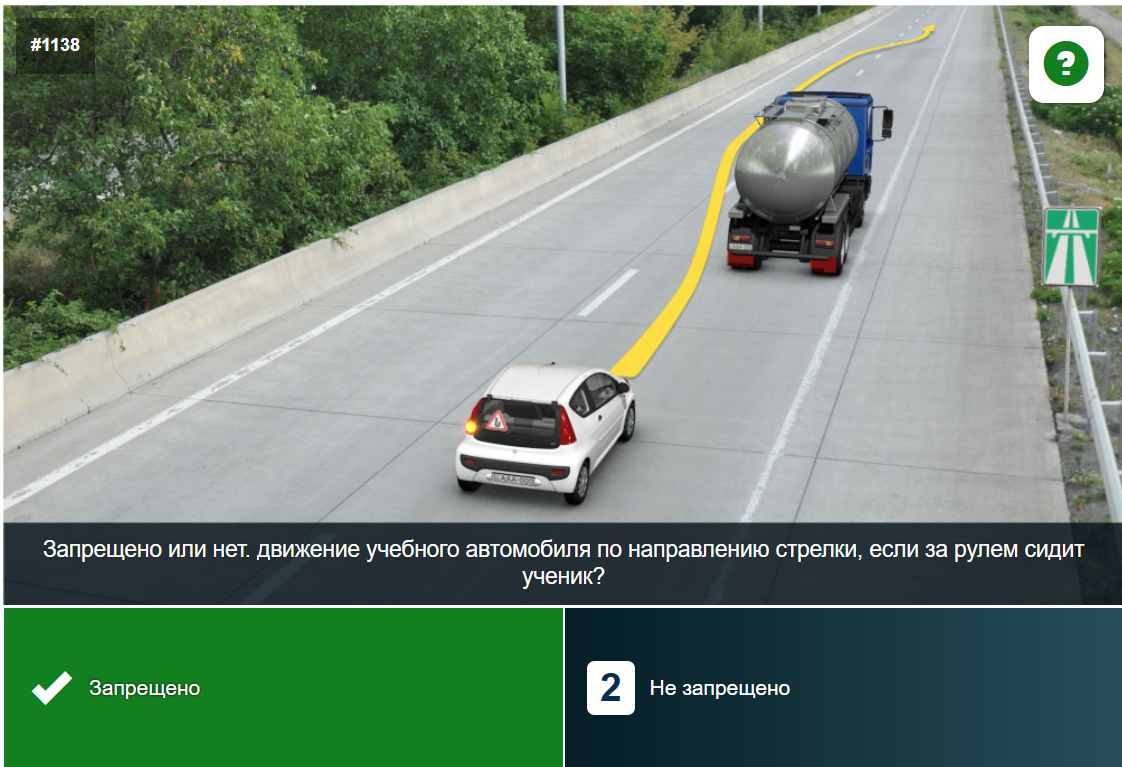 #1138
?
Запрещено или нет. движение учебного автомобиля по направлению стрелки, если за рулем сидит
ученик?
Запрещено
2 Не запрещено